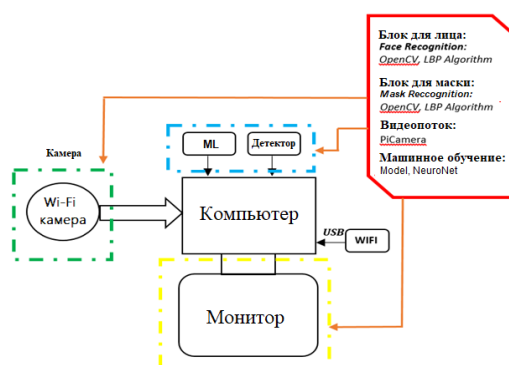 Блок для лица:
Face Recognition:
OpenCV, LBP Algorithm
Блок для маски:
Mask Reccognition:
OpenCV, LBP Algorithm
Видеопоток:
PiCamera
Машинное обучение:
Model, NeuroNet
Камера
ML
Детектор
Wi-Fi
камера
Компьютер
USB
WIFI
Монитор